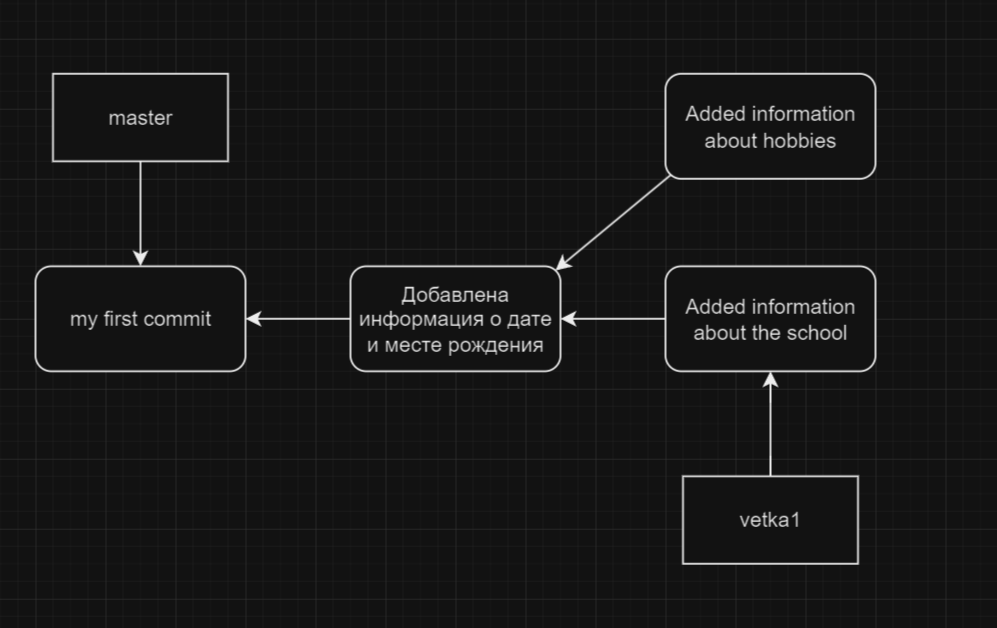 master
Added information
about hobbies
my first commit
Добавлена
информация о дате
и месте рождения
Added information
about the school
vetka1